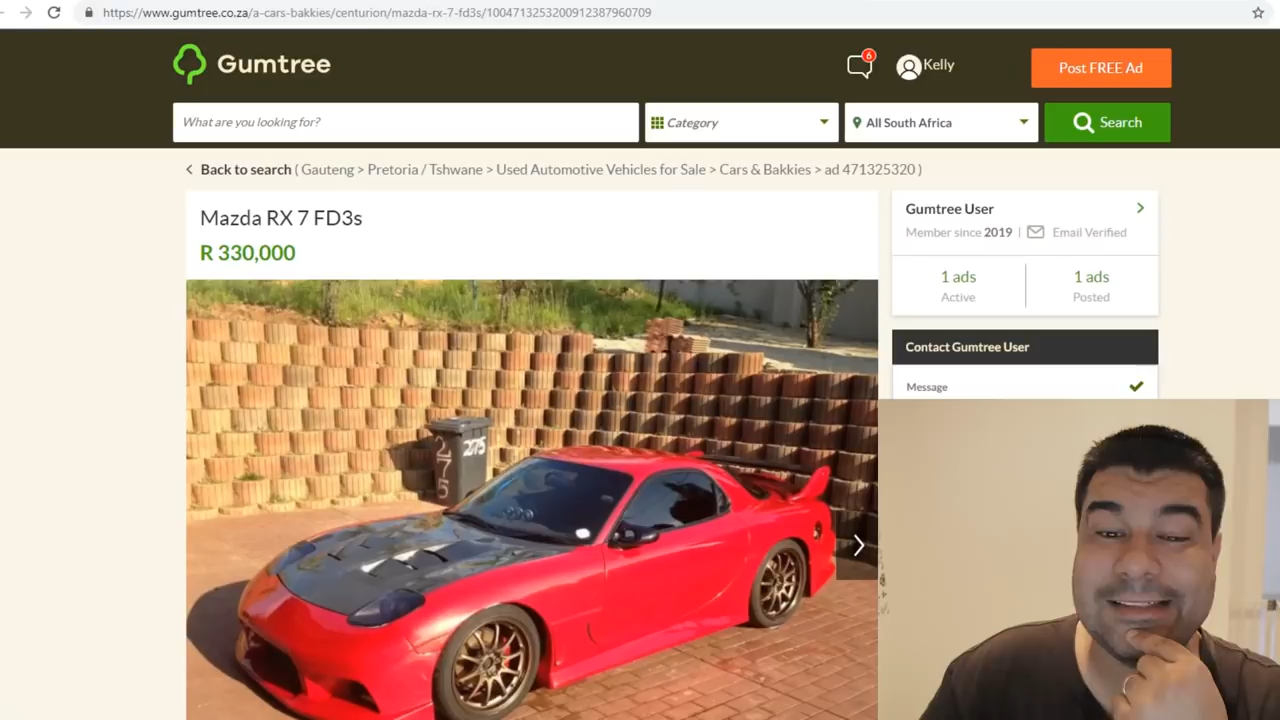 https://www.gumtree.co.za/a-cars-bakkies/centurion/mazda-rx-7-fd3s/1004713253200912387960709
Gumtree
6
Kelly
Post FREE Ad
What are you looking for?
Category
All South Africa
Search
Back to search ( Gauteng > Pretoria / Tshwane > Used Automotive Vehicles for Sale > Cars & Bakkies > ad 471325320 )
Mazda RX 7 FD3s
R 330,000
Gumtree User
Member since 2019 | Email Verified
1 ads
Active
1 ads
Posted
Contact Gumtree User
Message
2275
275